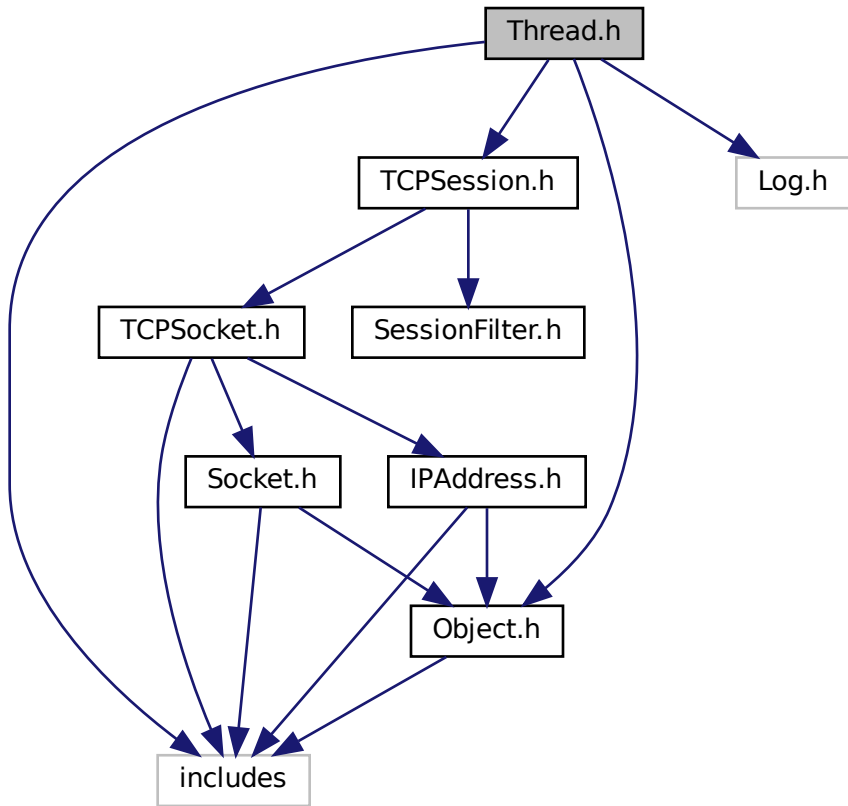 Thread.h
TCPSession.h
Log.h
TCPSocket.h
SessionFilter.h
Socket.h
IPAddress.h
Object.h
includes